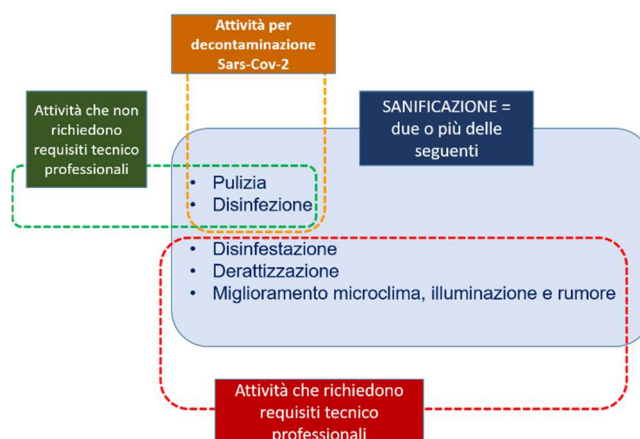 Attività per
decontaminazione
Sars-Cov-2
Attività che non
richiedono
requisiti tecnico
professionali
SANIFICAZIONE =
due o più delle
seguenti
• Pulizia
• Disinfezione
• Disinfestazione
• Derattizzazione
• Miglioramento microclima, illuminazione e rumore
Attività che richiedono
requisiti tecnico
professionali